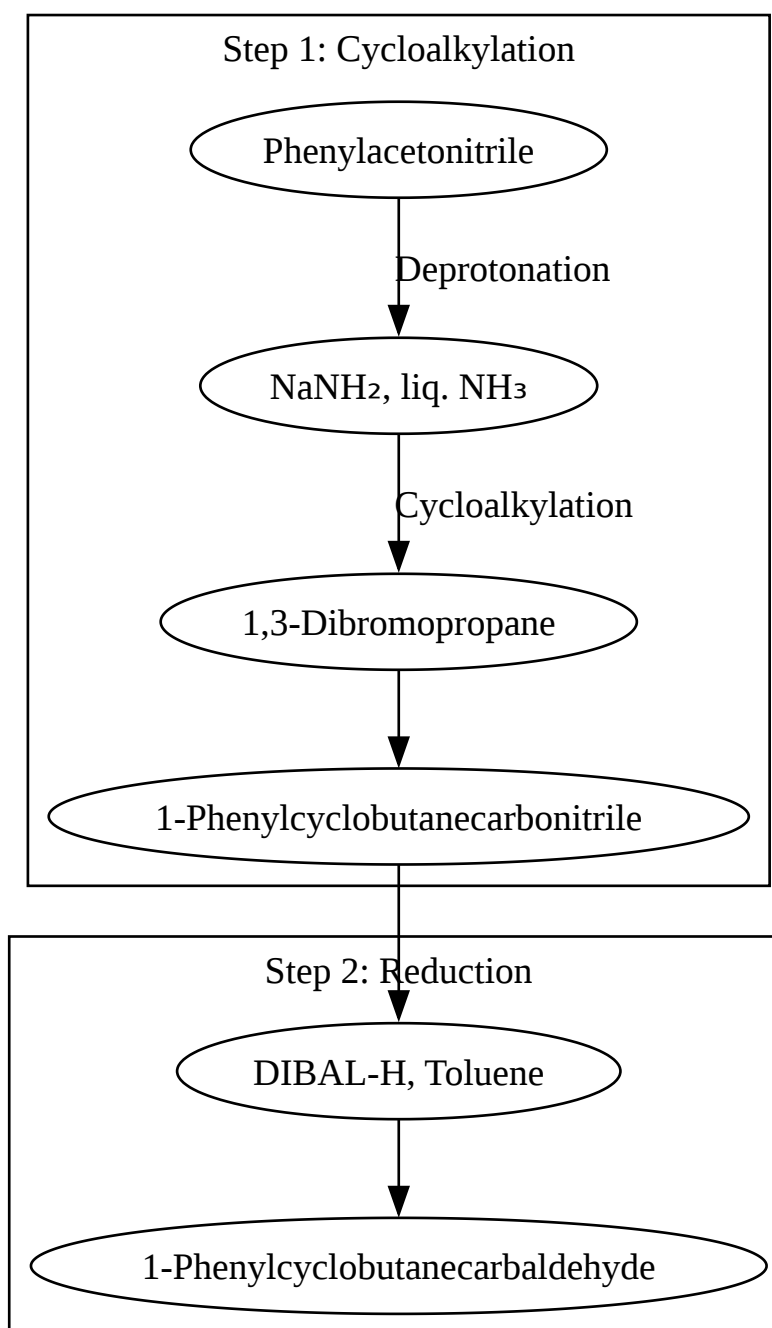 Step 1: Cycloalkylation
Phenylacetonitrile
Deprotonation
NaNH₂, liq. NH₃
Cycloalkylation
1,3-Dibromopropane
1-Phenylcyclobutanecarbonitrile
Step 2: Reduction
DIBAL-H, Toluene
1-Phenylcyclobutanecarbaldehyde